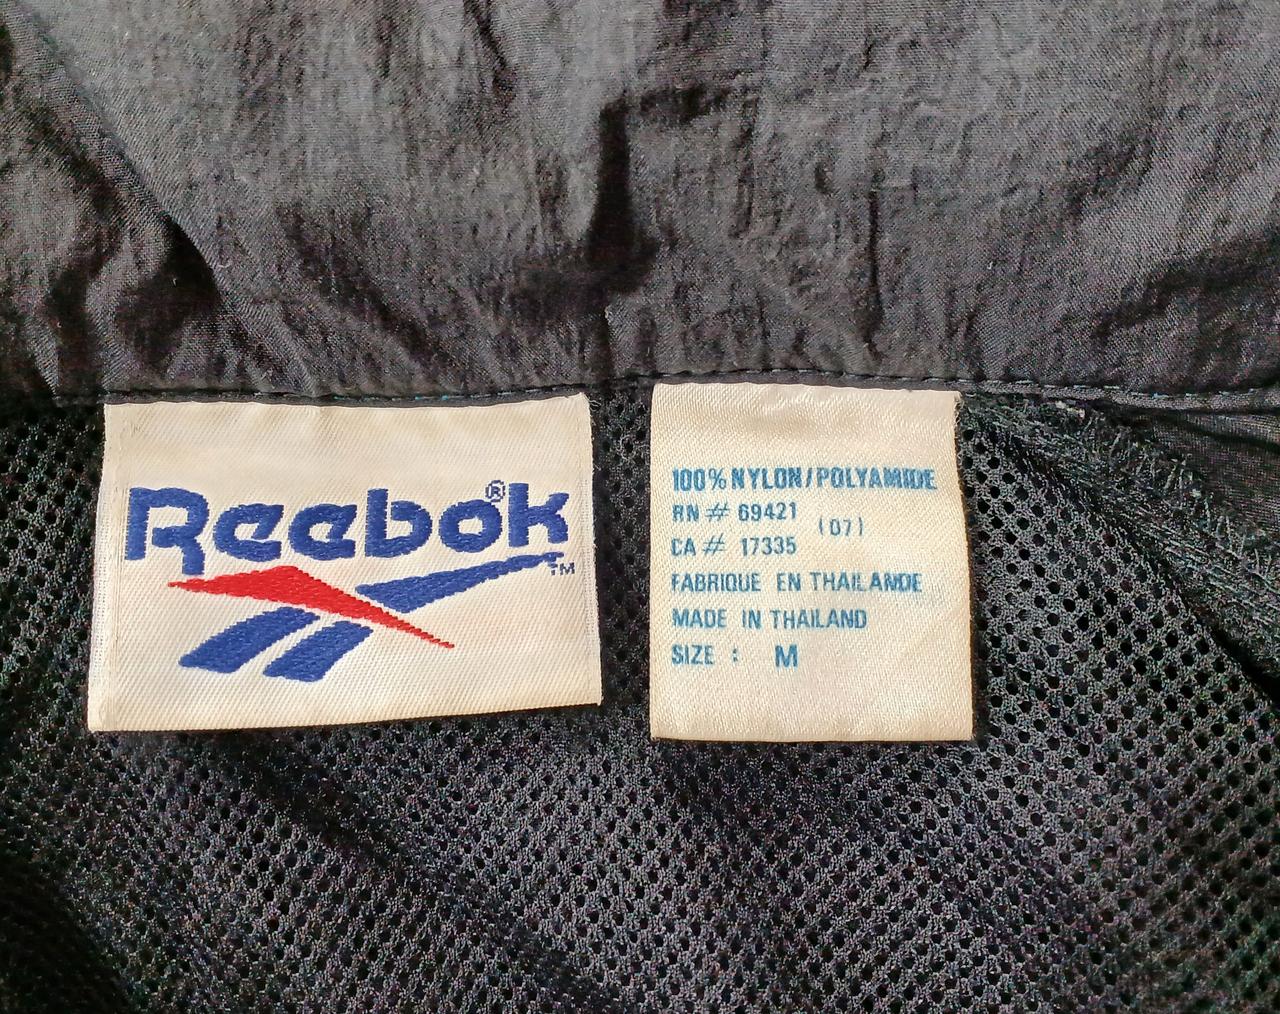 Reebok®
TM
100% NYLON/POLYAMIDE
RN # 69421
(07)
CA # 17335
FABRIQUE EN THAILANDE
MADE IN THAILAND
SIZE : M